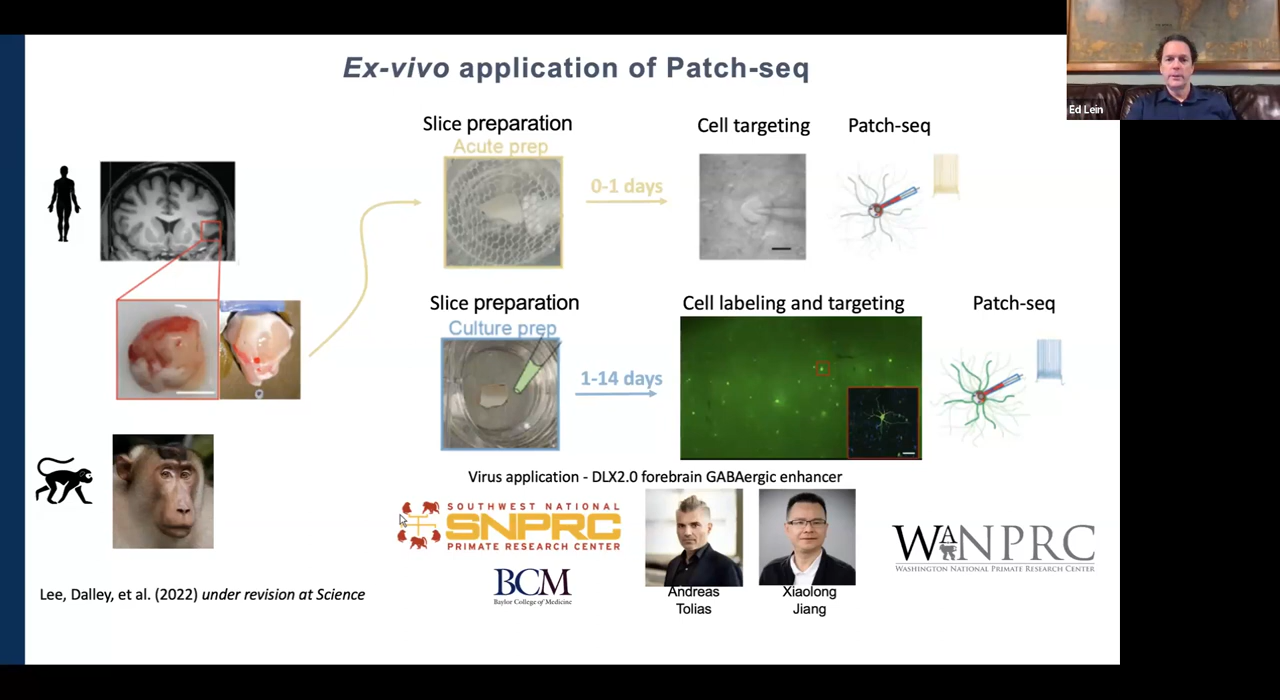 Ex-vivo application of Patch-seq
Ed Lein
Slice preparation
Acute prep
0-1 days
Cell targeting
Patch-seq
Slice preparation
Culture prep
1-14 days
Cell labeling and targeting
Patch-seq
Virus application - DLX2.0 forebrain GABAergic enhancer
SOUTHWEST NATIONAL
SNPRC
PRIMATE RESEARCH CENTER
BCM
Baylor College of Medicine
Andreas
Tolias
Xiaolong
Jiang
WaNPRC
WASHINGTON NATIONAL PRIMATE RESEARCH CENTER
Lee, Dalley, et al. (2022) under revision at Science